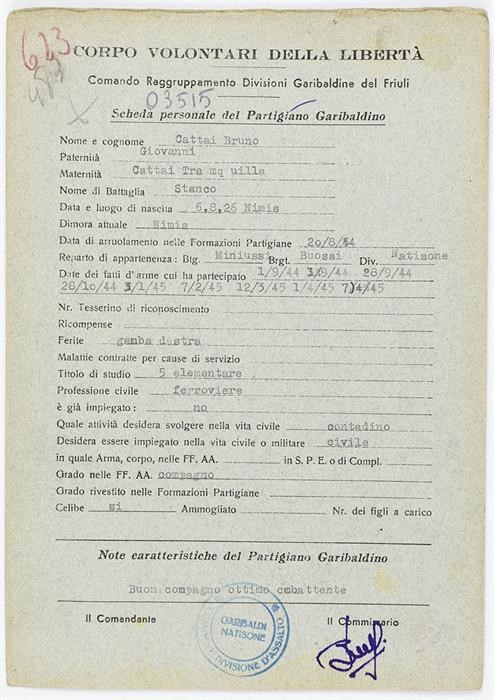 623
CORPO VOLONTARI DELLA LIBERTÀ
Comando Raggruppamento Divisioni Garibaldine del Friuli
03515
Scheda personale del Partigiano Garibaldino
Nome e cognome Cattai Bruno
Paternità Giovanni
Maternità Cattai Tra mq uilla
Nome di Battaglia Stanco
Data e luogo di nascita 6,8,26 Nimis
Dimora attuale Nimis
Data di arruolamento nelle Formazioni Partigiane 20/8/44
Reparto di appartenenza: Btg. Miniussi Brgt. Buossi Div. Natisone
Date dei fatti d'arme cui ha partecipato 1/9/44 3/9/44 28/9/44
28/10/44 3/1/45 7/2/45 12/3/45 1/4/45 7/4/45
Nr. Tesserino di riconoscimento
Ricompense
Ferite gamba destra
Malattie contratte per cause di servizio
Titolo di studio 5 elementare
Professione civile ferroviere
è già impiegato: no
Quale attività desidera svolgere nella vita civile contadino
Desidera essere impiegato nella vita civile o militare civile
in quale Arma, corpo, nelle FF. AA. in S. P. E. o di Compl.
Grado nelle FF. AA. compagno
Grado rivestito nelle Formazioni Partigiane
Celibe si Ammogliato Nr. dei figli a carico
Note caratteristiche del Partigiano Garibaldino
Buon compagno ottimo cmbattente
Il Comandante Il Commissario
GARIBALDI
NATISONE
DIVISIONE D'ASSALTO